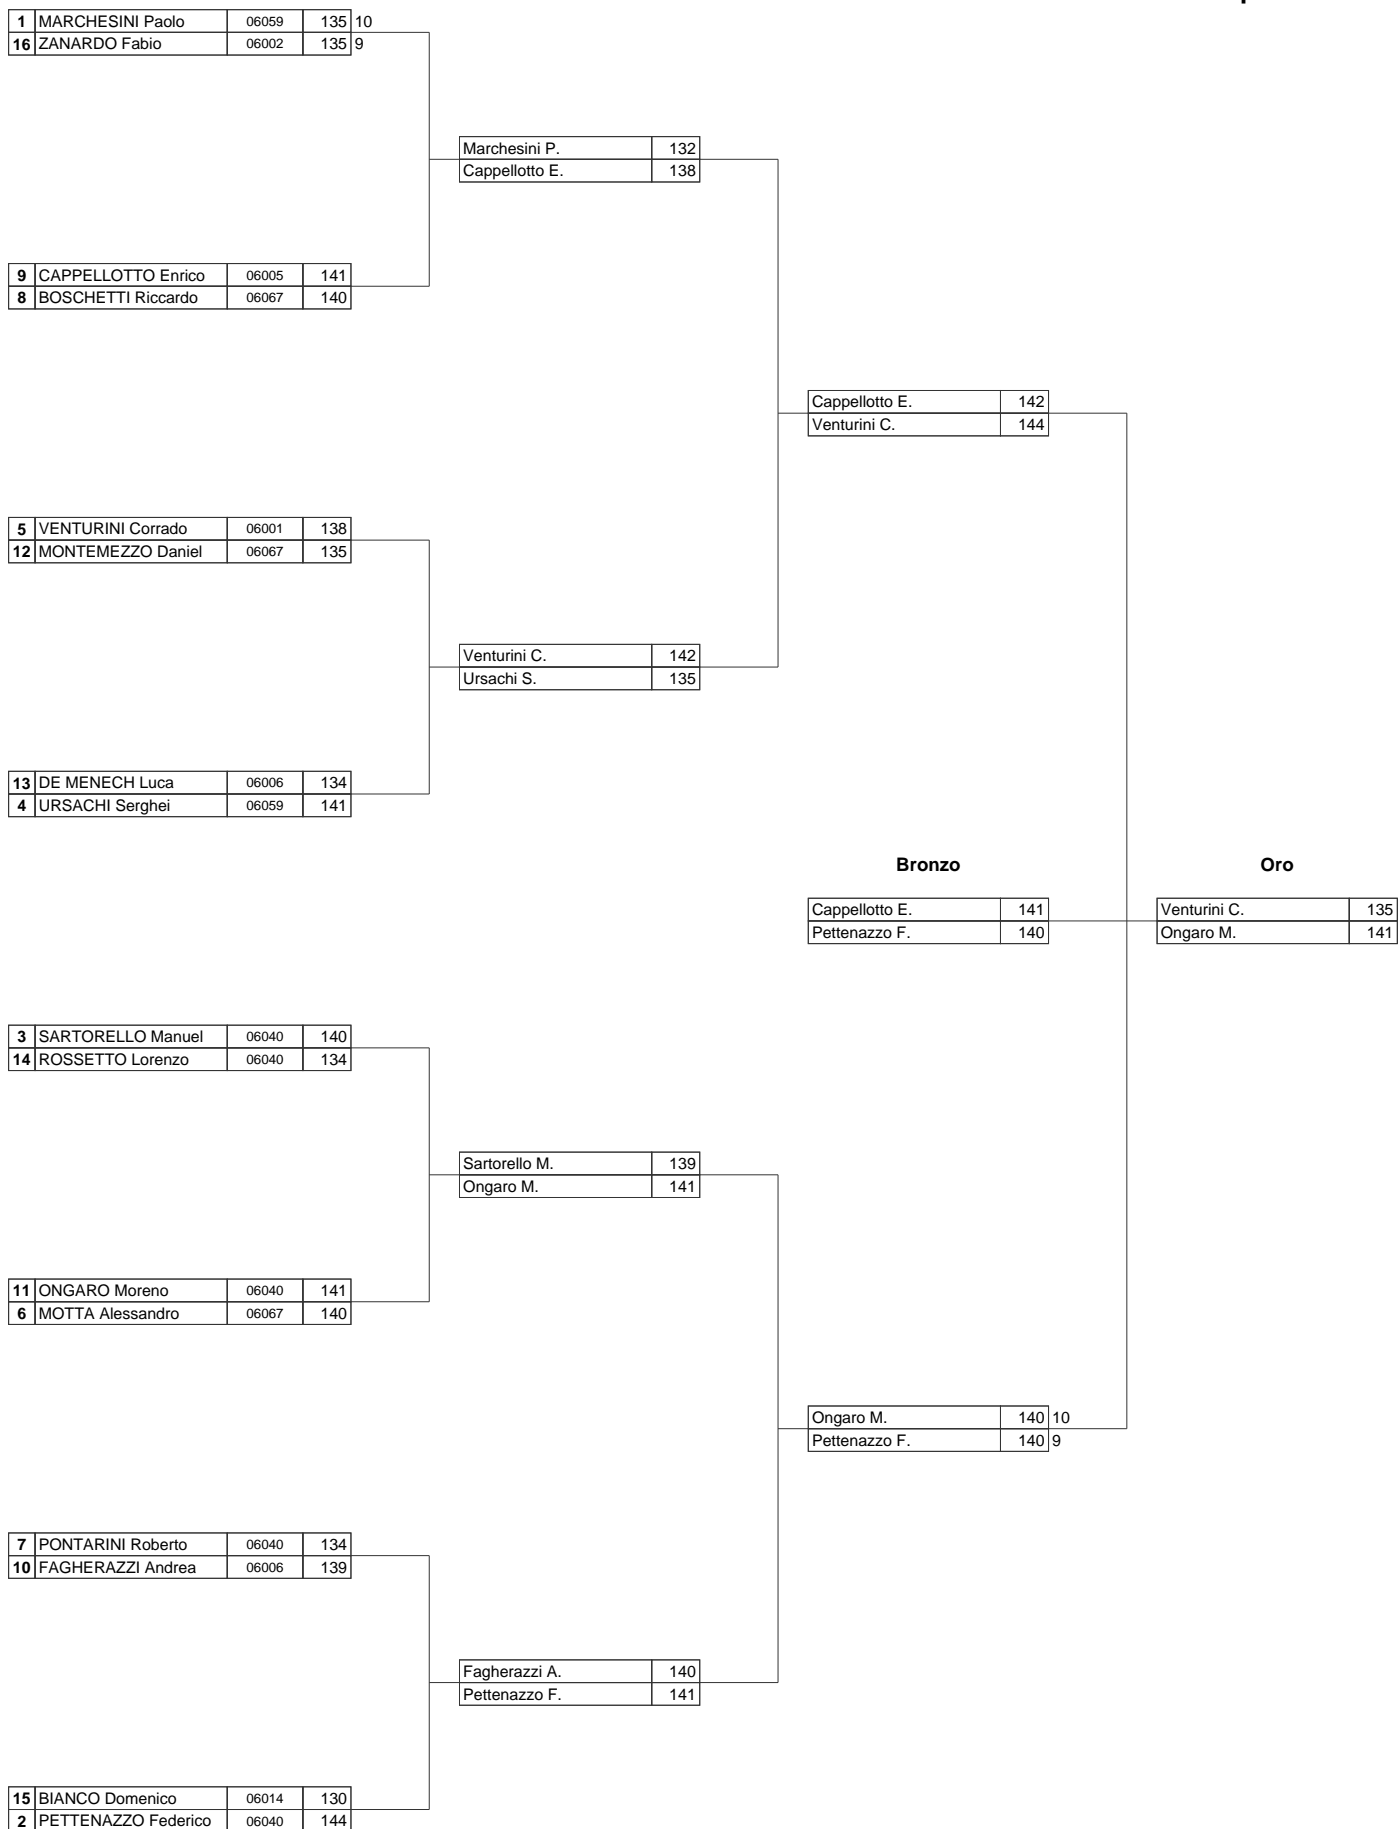 1 MARCHESINI Paolo 06059 135 10
16 ZANARDO Fabio 06002 135 9
Marchesini P. 132
Cappellotto E. 138
9 CAPPELLOTTO Enrico 06005 141
8 BOSCHETTI Riccardo 06067 140
Cappellotto E. 142
Venturini C. 144
5 VENTURINI Corrado 06001 138
12 MONTEMEZZO Daniel 06067 135
Venturini C. 142
Ursachi S. 135
13 DE MENECH Luca 06006 134
4 URSACHI Serghei 06059 141
Bronzo Oro
Cappellotto E. 141 Venturini C. 135
Pettenazzo F. 140 Ongaro M. 141
3 SARTORELLO Manuel 06040 140
14 ROSSETTO Lorenzo 06040 134
Sartorello M. 139
Ongaro M. 141
11 ONGARO Moreno 06040 141
6 MOTTA Alessandro 06067 140
Ongaro M. 140 10
Pettenazzo F. 140 9
7 PONTARINI Roberto 06040 134
10 FAGHERAZZI Andrea 06006 139
Fagherazzi A. 140
Pettenazzo F. 141
15 BIANCO Domenico 06014 130
2 PETTENAZZO Federico 06040 144